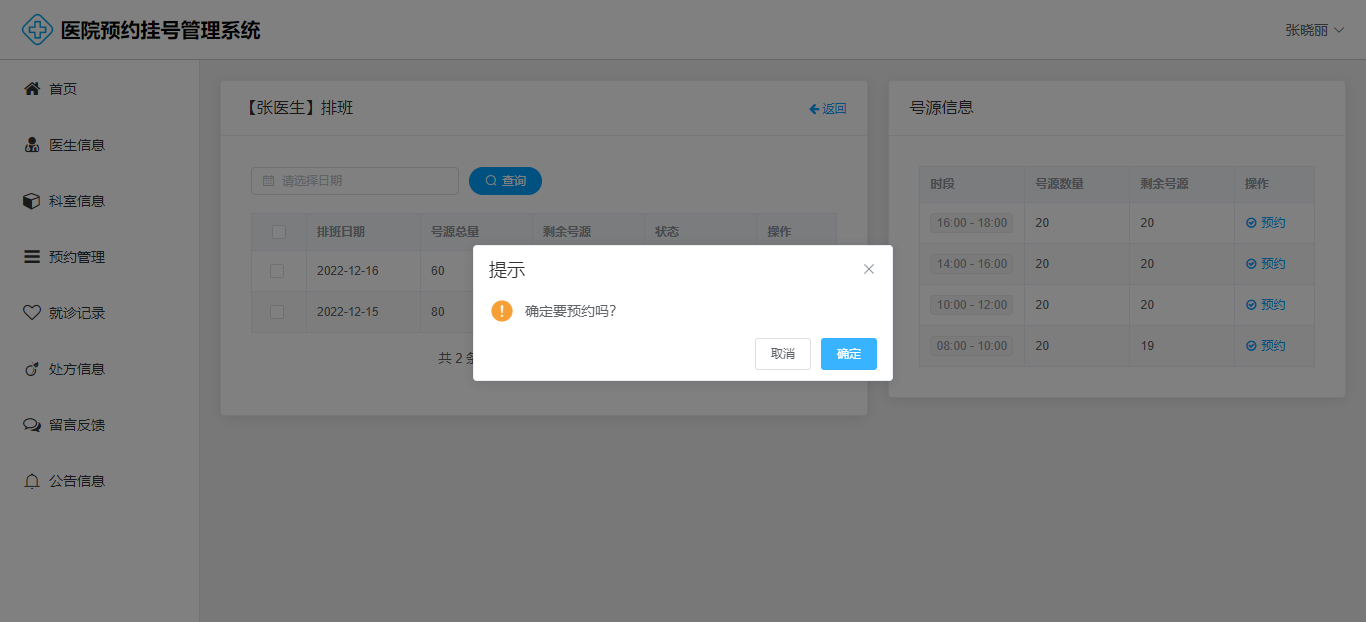 医院预约挂号管理系统
张晓丽
首页
医生信息
科室信息
预约管理
就诊记录
处方信息
留言反馈
公告信息
【张医生】排班
返回
请选择日期
查询
排班日期 号源总量 剩余号源 状态 操作
2022-12-16 60
2022-12-15 80
共 2
号源信息
时段 号源数量 剩余号源 操作
16:00 - 18:00 20 20 预约
14:00 - 16:00 20 20 预约
10:00 - 12:00 20 20 预约
08:00 - 10:00 20 19 预约
提示
确定要预约吗?
取消 确定